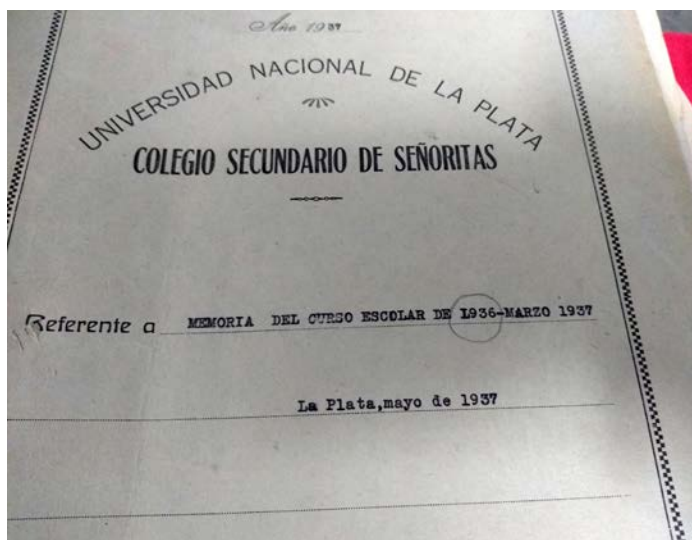 Año 1937
UNIVERSIDAD NACIONAL DE LA PLATA
COLEGIO SECUNDARIO DE SEÑORITAS
Referente a MEMORIA DEL CURSO ESCOLAR DE 1936-MARZO 1937
La Plata,mayo de 1937